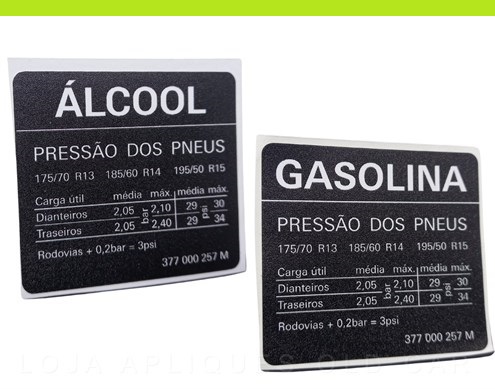 ÁLCOOL
PRESSÃO DOS PNEUS
175/70 R13 185/60 R14 195/50 R15
Carga útil média máx. média máx.
Dianteiros 2,05 bar 2,10 29 psi 30
Traseiros 2,05 2,40 29 34
Rodovias + 0,2bar = 3psi
377 000 257 M
GASOLINA
PRESSÃO DOS PNEUS
175/70 R13 185/60 R14 195/50 R15
Carga útil média máx. média máx.
Dianteiros 2,05 bar 2,10 29 psi 30
Traseiros 2,05 2,40 29 34
Rodovias + 0,2bar = 3psi
377 000 257 M
LOJA APLIQUES OLD CAR